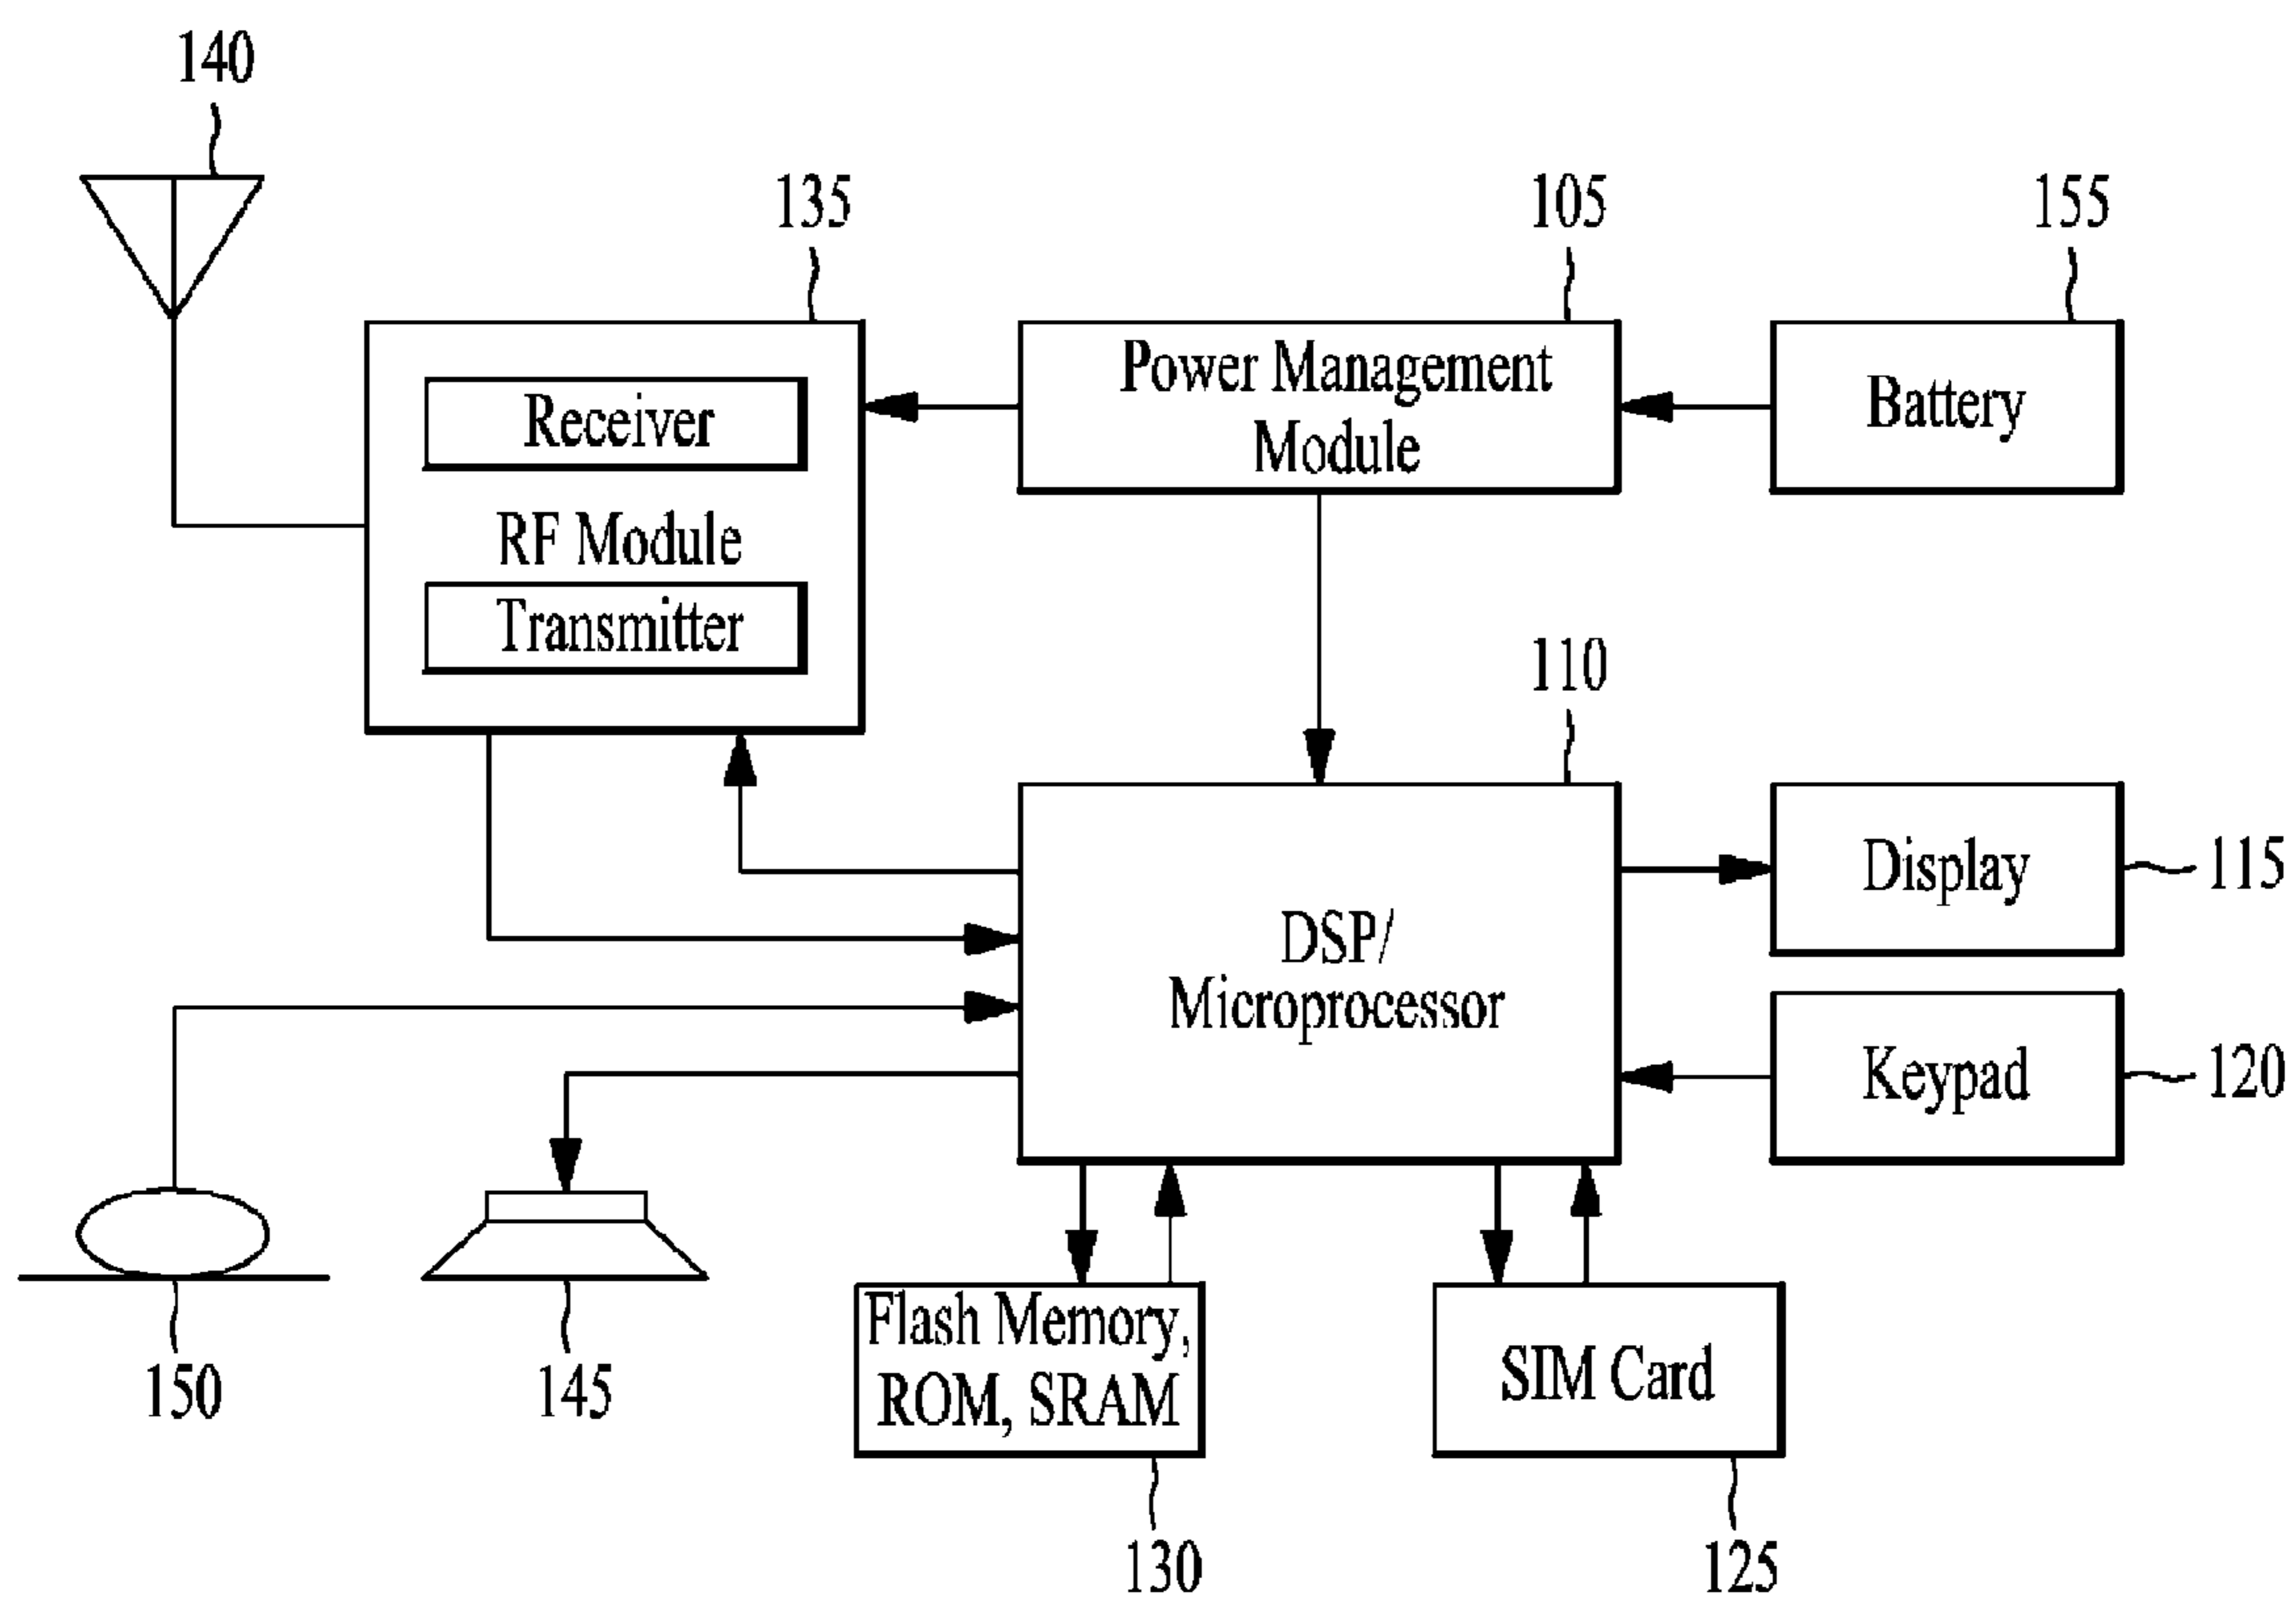 140
135
105
155
Receiver
RF Module
Transmitter
Power Management
Module
Battery
110
DSP/
Microprocessor
Display
115
Keypad
120
150
145
Flash Memory,
ROM, SRAM
SIM Card
130
125